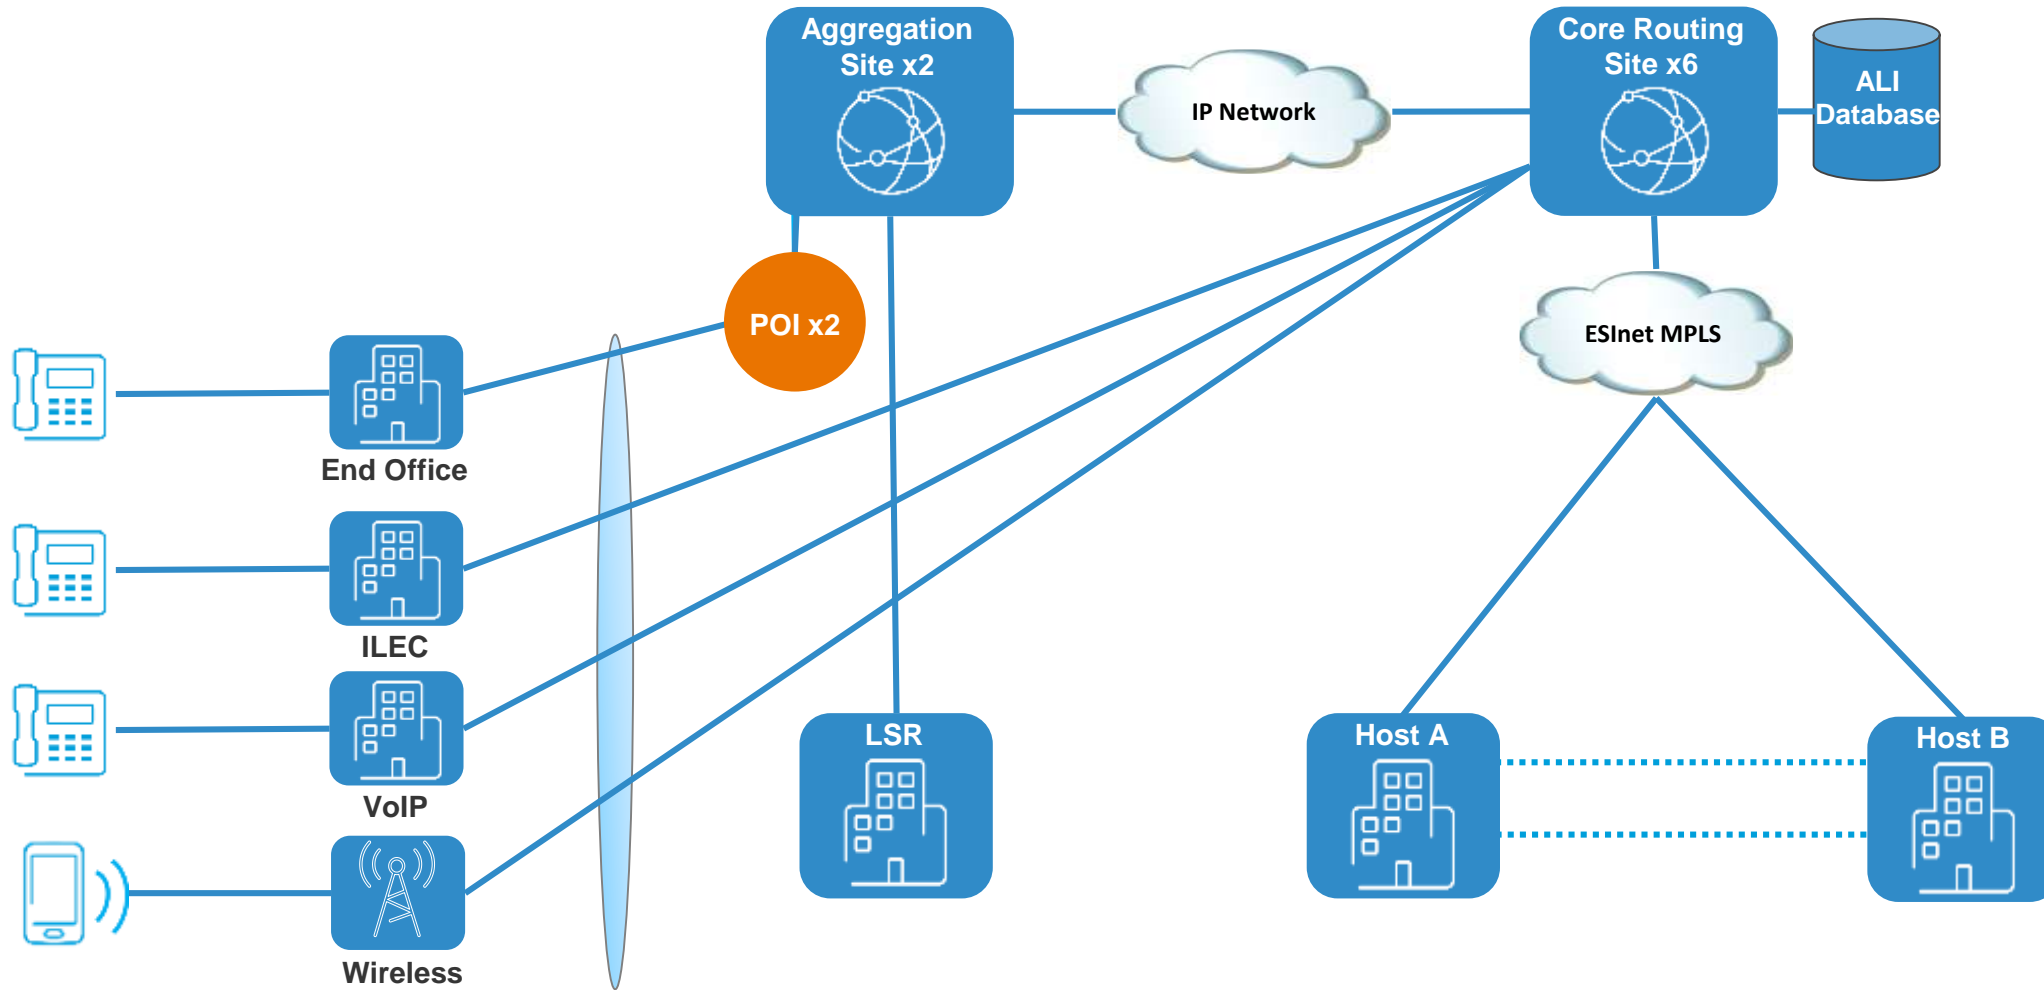 Aggregation
Site x2
IP Network
Core Routing
Site x6
ALI
Database
POI x2
ESInet MPLS
End Office
ILEC
VoIP
Wireless
LSR
Host A
Host B